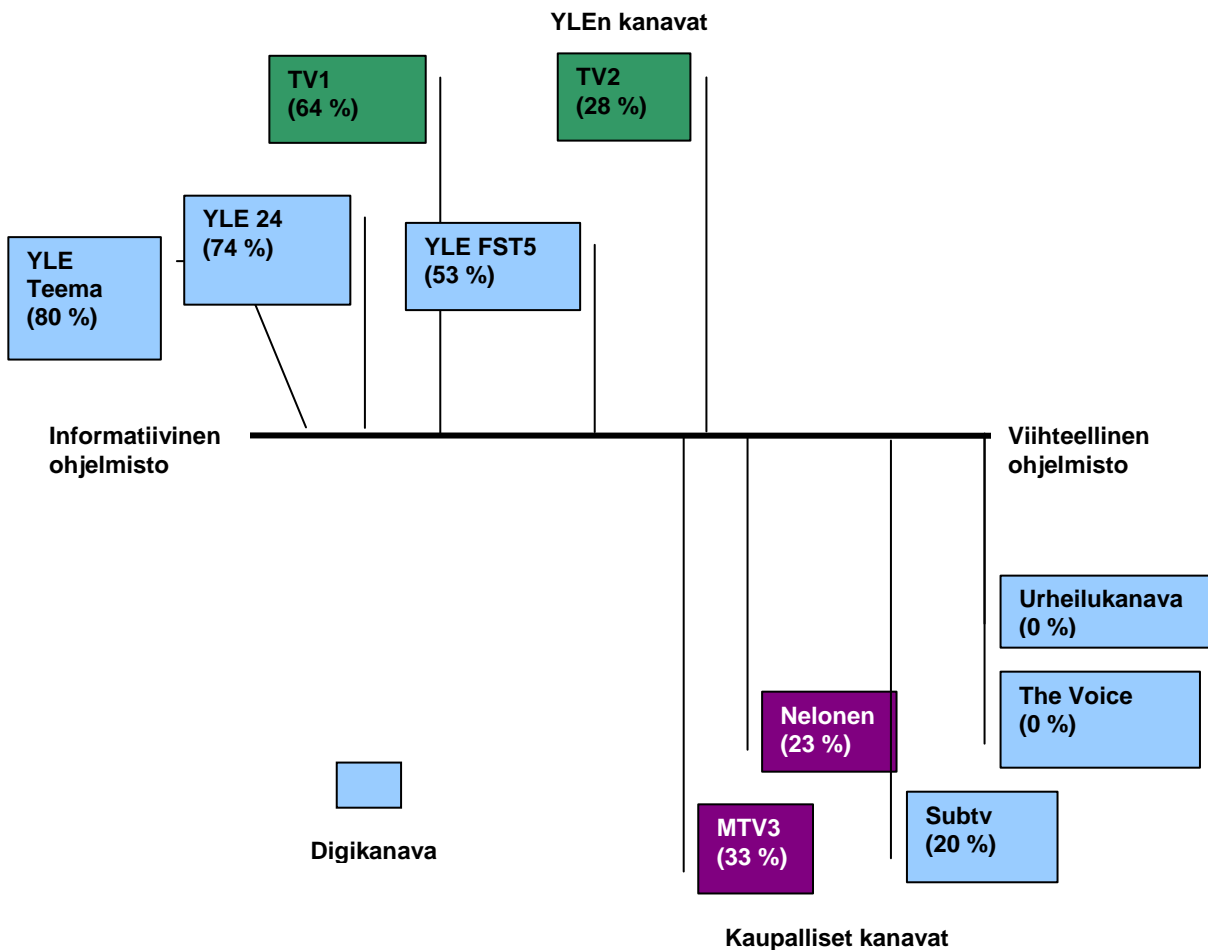 YLEn kanavat
TV1
(64 %)
TV2
(28 %)
YLE 24
(74 %)
YLE FST5
(53 %)
YLE
Teema
(80 %)
Informatiivinen
ohjelmisto
Viihteellinen
ohjelmisto
Urheilukanava
(0 %)
The Voice
(0 %)
Nelonen
(23 %)
MTV3
(33 %)
Subtv
(20 %)
Digikanava
Kaupalliset kanavat